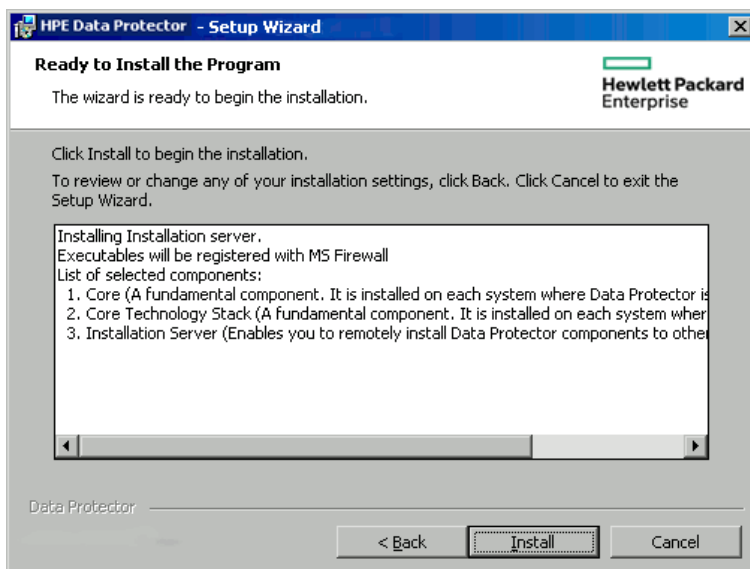 HPE Data Protector - Setup Wizard
Ready to Install the Program
The wizard is ready to begin the installation.
Hewlett Packard
Enterprise
Click Install to begin the installation.
To review or change any of your installation settings, click Back. Click Cancel to exit the
Setup Wizard.
Installing Installation server.
Executables will be registered with MS Firewall
List of selected components:
1. Core (A fundamental component. It is installed on each system where Data Protector is
2. Core Technology Stack (A fundamental component. It is installed on each system wher
3. Installation Server (Enables you to remotely install Data Protector components to other
Data Protector
< Back
Install
Cancel